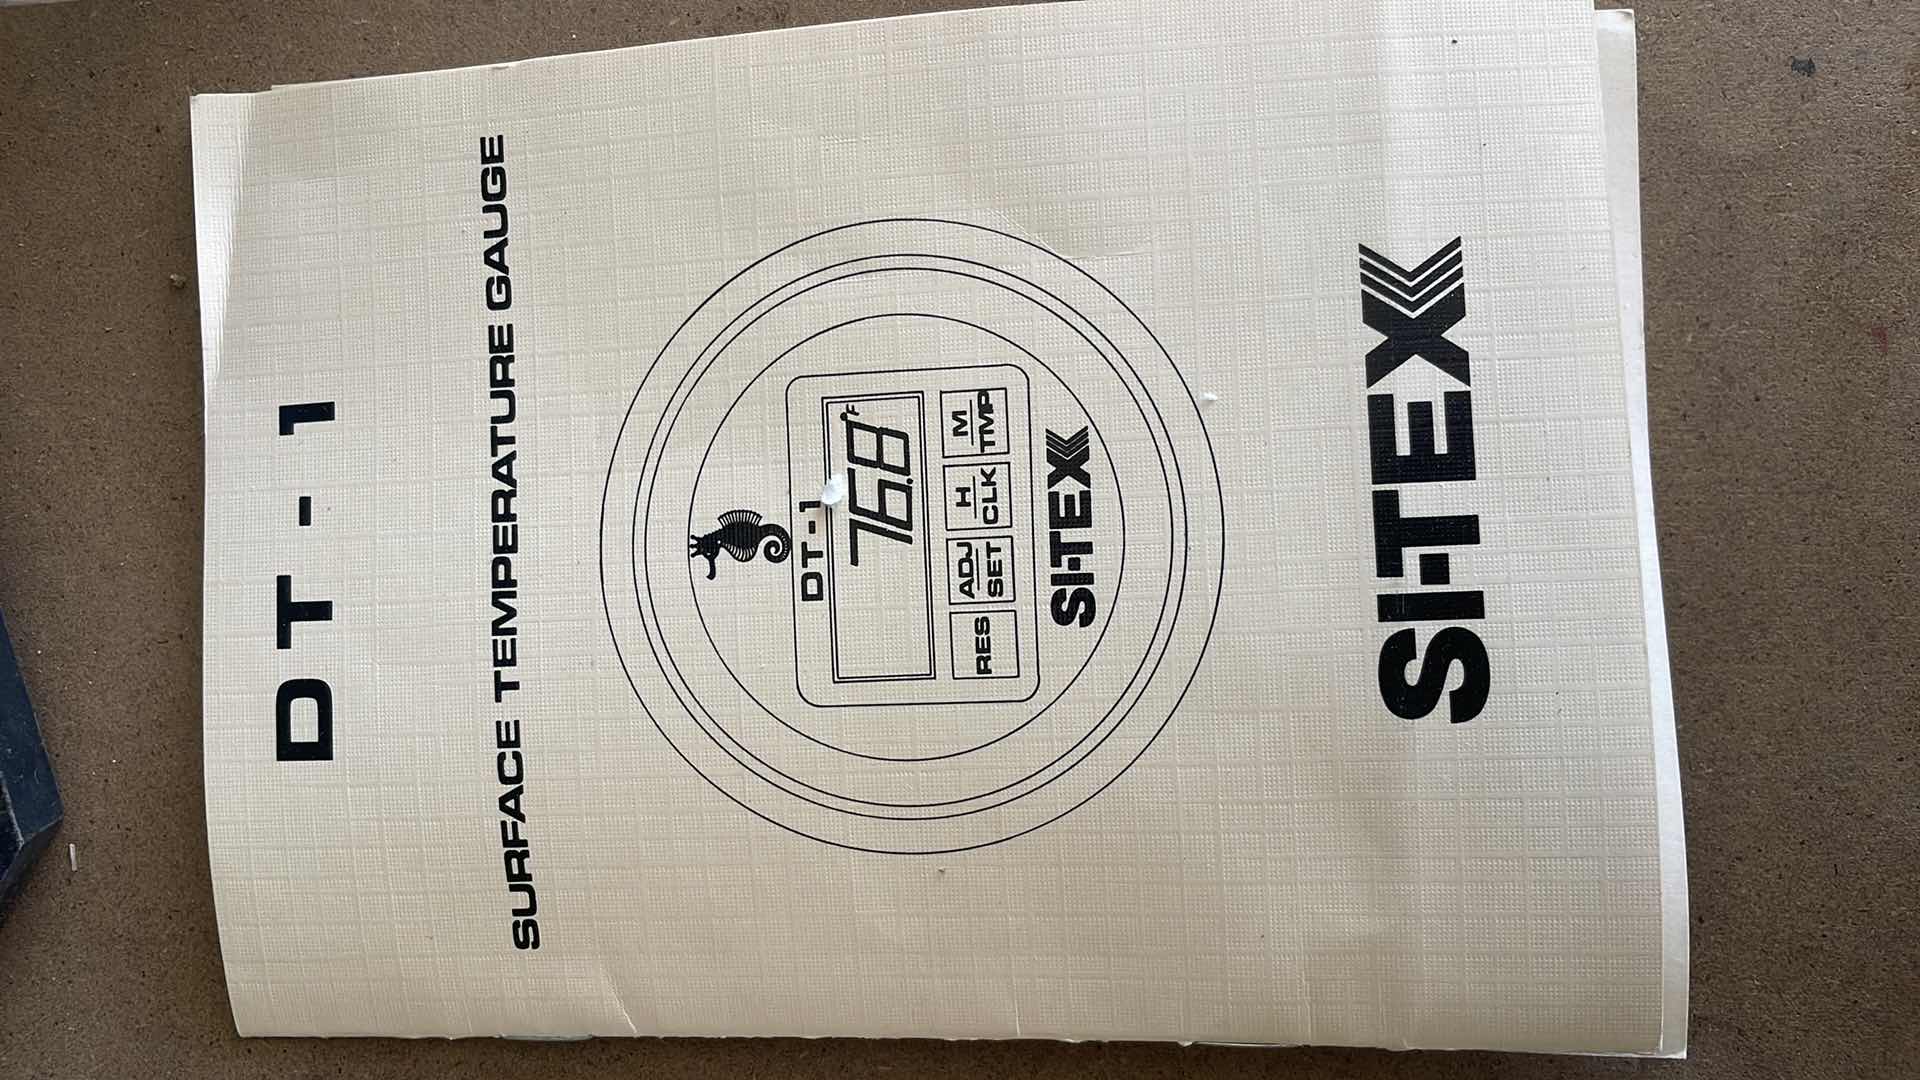 DT-1
SURFACE TEMPERATURE GAUGE
DT-1
76.8°F
RES
ADJ
SET
H
CLK
M
TMP
SI-TEX
SI-TEX